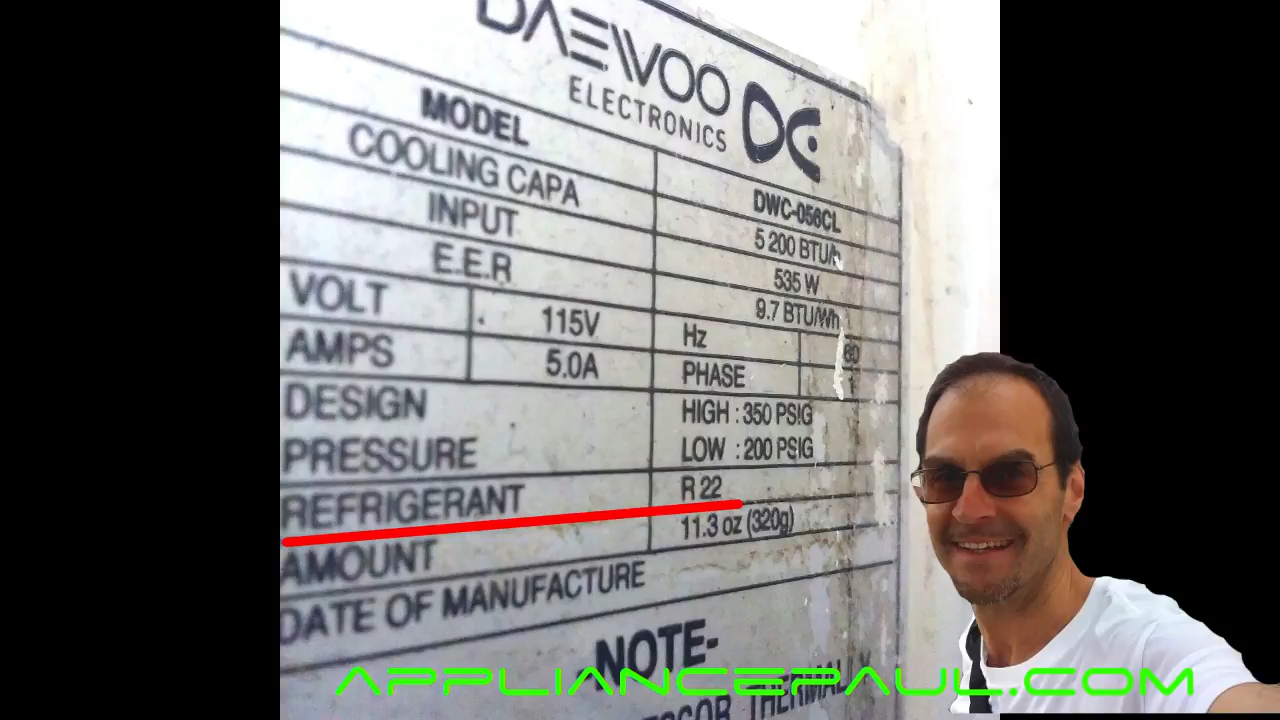 DAEWOO
ELECTRONICS
MODEL DWC-056CL
COOLING CAPA 5 200 BTU/h
INPUT 535 W
E.E.R 9.7 BTU/Wh
VOLT 115V Hz 60
AMPS 5.0A PHASE
DESIGN HIGH : 350 PSIG
PRESSURE LOW : 200 PSIG
REFRIGERANT R 22
AMOUNT 11.3 oz (320g)
DATE OF MANUFACTURE
-NOTE-
THERMALLY
APPLIANCEPAUL.COM